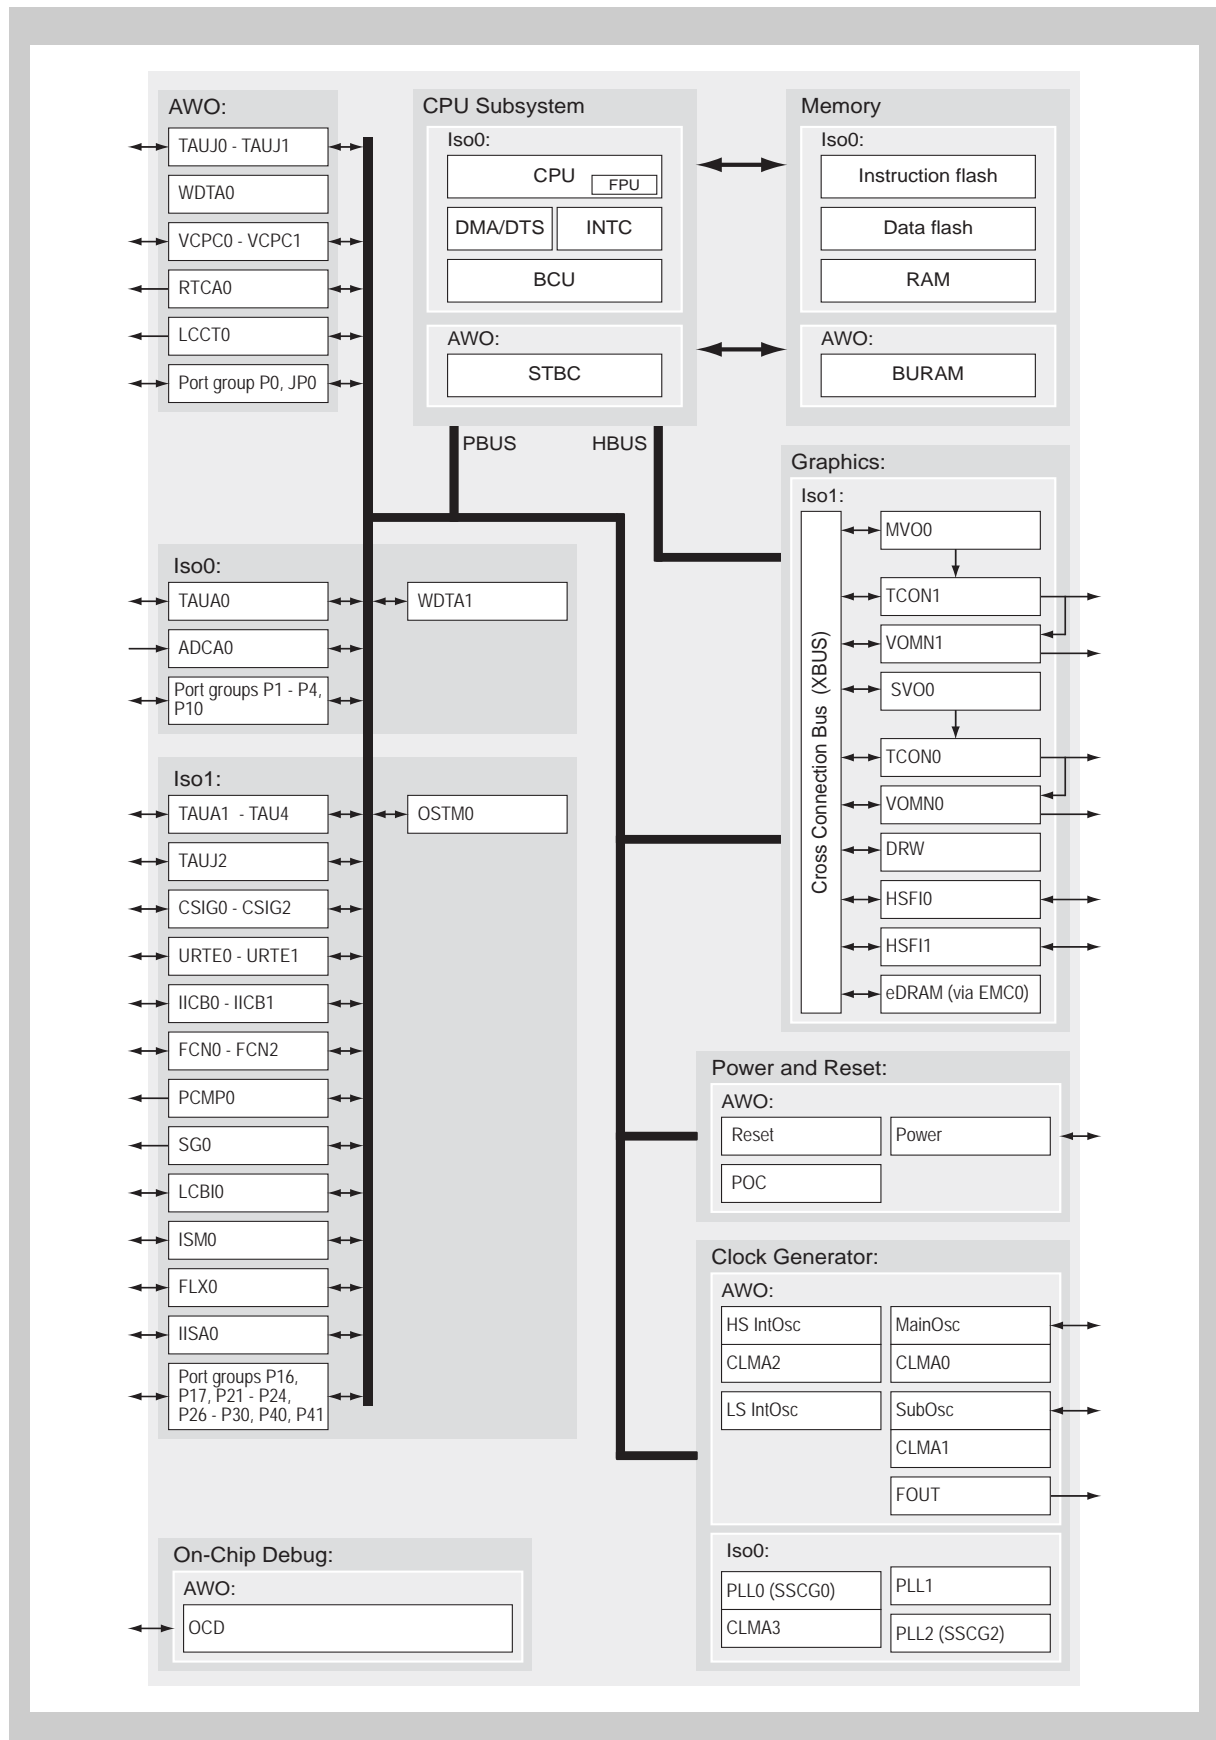 AWO:
TAUJ0 - TAUJ1
WDTA0
VCPC0 - VCPC1
RTCA0
LCCT0
Port group P0, JP0
CPU Subsystem
Iso0:
CPU
FPU
DMA/DTS
INTC
BCU
AWO:
STBC
Memory
Iso0:
Instruction flash
Data flash
RAM
AWO:
BURAM
PBUS
HBUS
Graphics:
Iso1:
Cross Connection Bus (XBUS)
MVO0
TCON1
VOMN1
SVO0
TCON0
VOMN0
DRW
HSFI0
HSFI1
eDRAM (via EMC0)
Iso0:
TAUA0
ADCA0
Port groups P1 - P4,
P10
WDTA1
Iso1:
TAUA1 - TAU4
TAUJ2
CSIG0 - CSIG2
URTE0 - URTE1
IICB0 - IICB1
FCN0 - FCN2
PCMP0
SG0
LCBI0
ISM0
FLX0
IISA0
Port groups P16,
P17, P21 - P24,
P26 - P30, P40, P41
OSTM0
Power and Reset:
AWO:
Reset
Power
POC
Clock Generator:
AWO:
HS IntOsc
CLMA2
LS IntOsc
MainOsc
CLMA0
SubOsc
CLMA1
FOUT
Iso0:
PLL0 (SSCG0)
CLMA3
PLL1
PLL2 (SSCG2)
On-Chip Debug:
AWO:
OCD